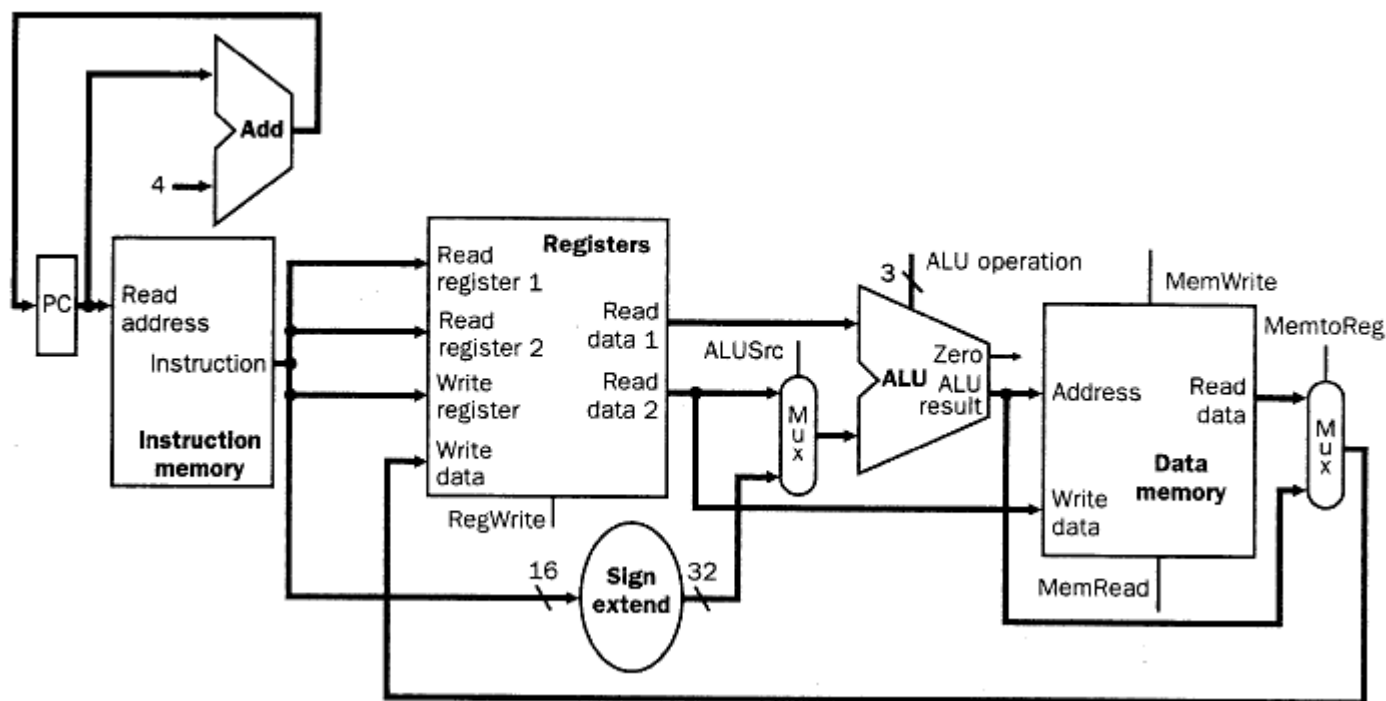 Add
4
PC
Read
address
Instruction
Instruction
memory
Registers
Read
register 1
Read
register 2
Write
register
Write
data
Read
data 1
Read
data 2
RegWrite
16
Sign
extend
32
ALUSrc
Mux
3
ALU operation
Zero
ALU
ALU
result
MemWrite
Address
Read
data
Data
memory
Write
data
MemRead
MemtoReg
Mux